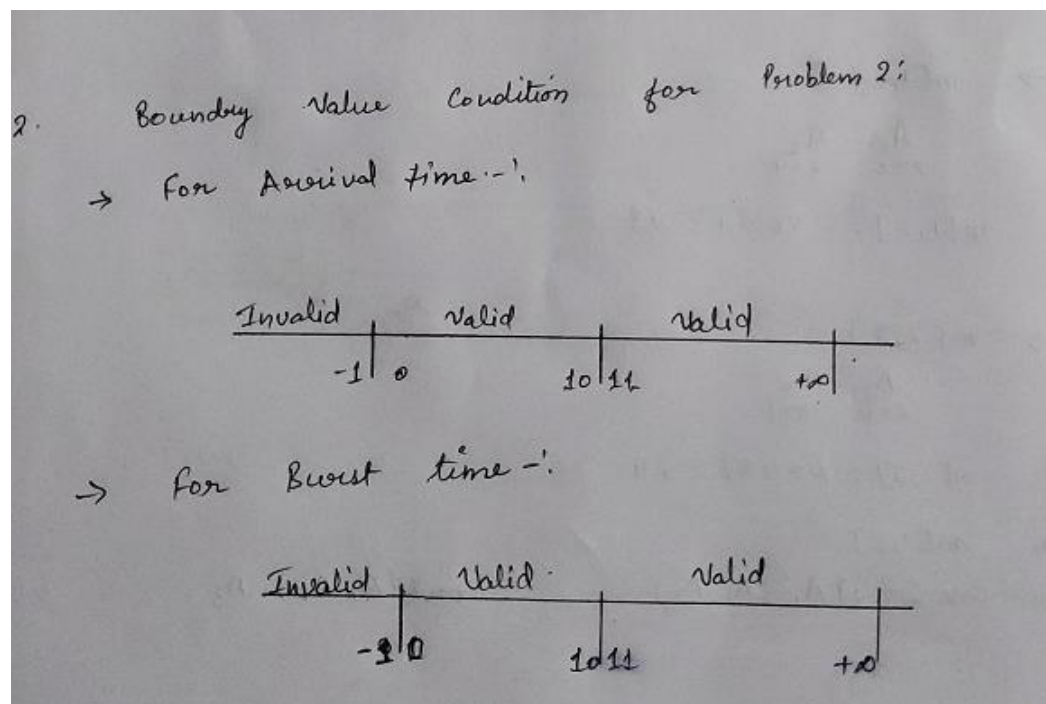 2. Boundry Value Condition for Problem 2:
→ For Arrival time :-
Invalid Valid Valid
-1 0 10 11 +∞
→ For Burst time -:
Invalid Valid Valid
-1 0 10 11 +∞